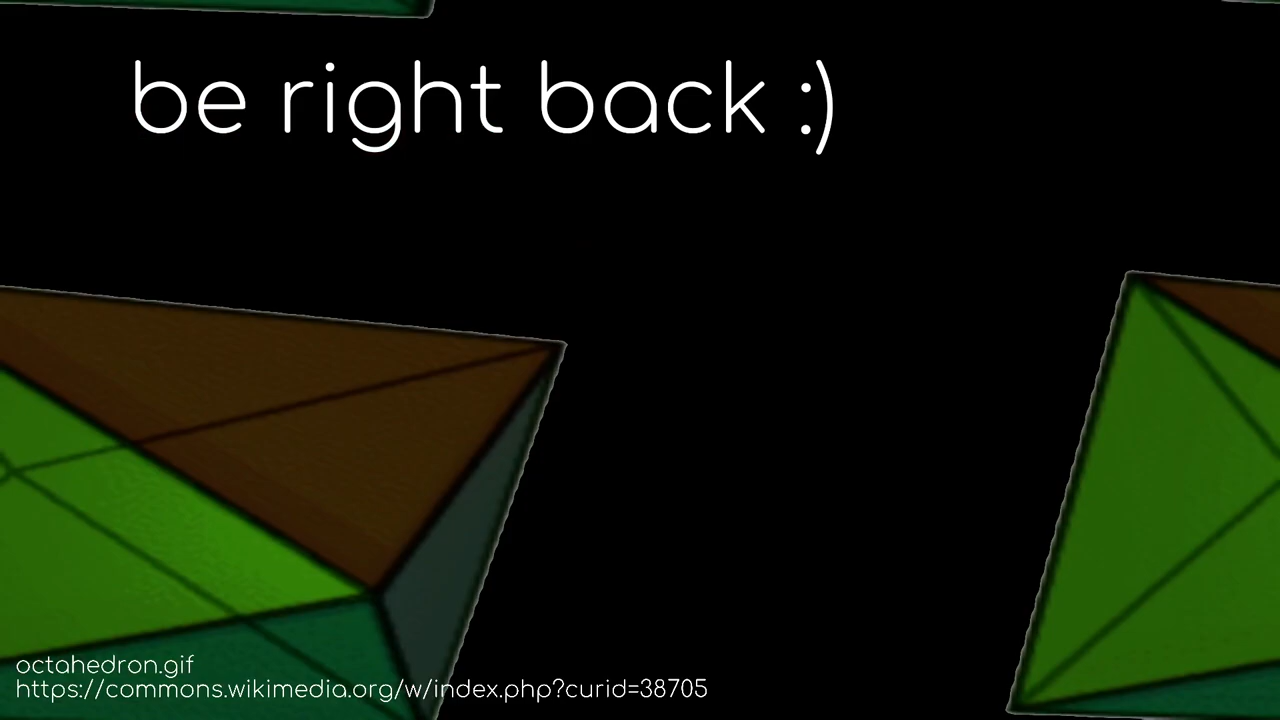 be right back :)
octahedron.gif
https://commons.wikimedia.org/w/index.php?curid=38705